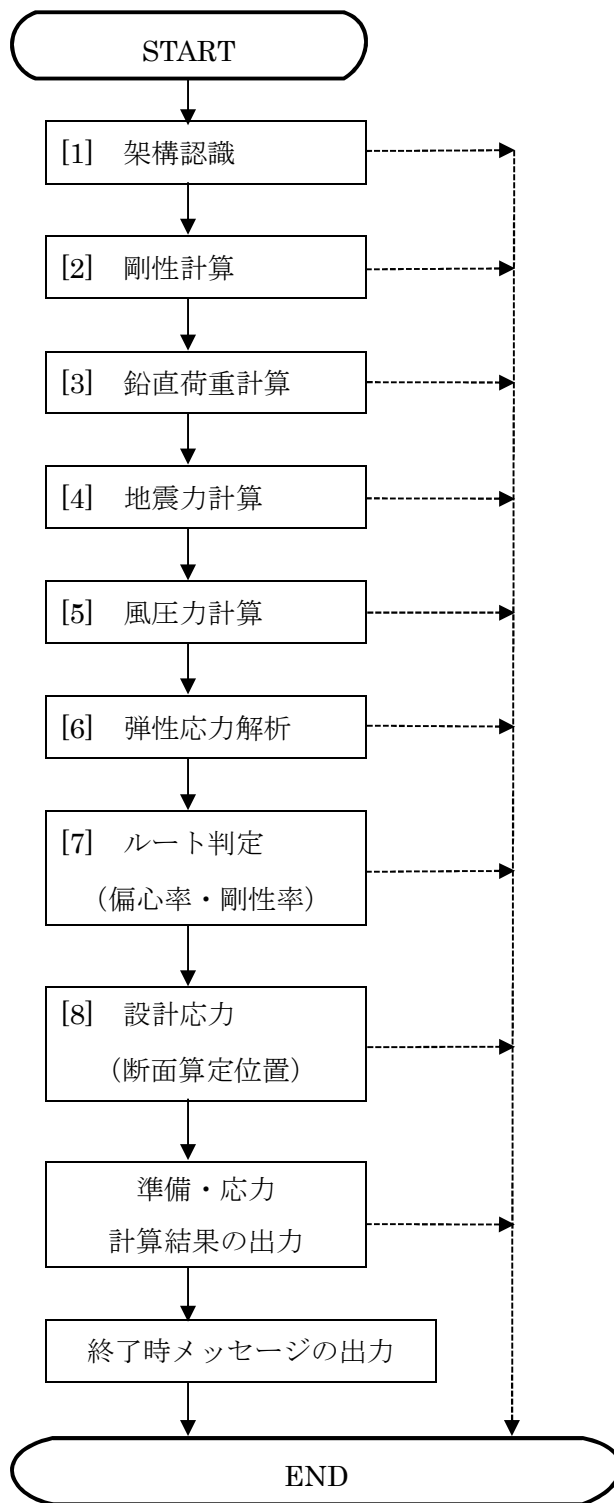 START
[1] 架構認識
[2] 剛性計算
[3] 鉛直荷重計算
[4] 地震力計算
[5] 風圧力計算
[6] 弾性応力解析
[7] ルート判定
（偏心率・剛性率）
[8] 設計応力
（断面算定位置）
準備・応力
計算結果の出力
終了時メッセージの出力
END